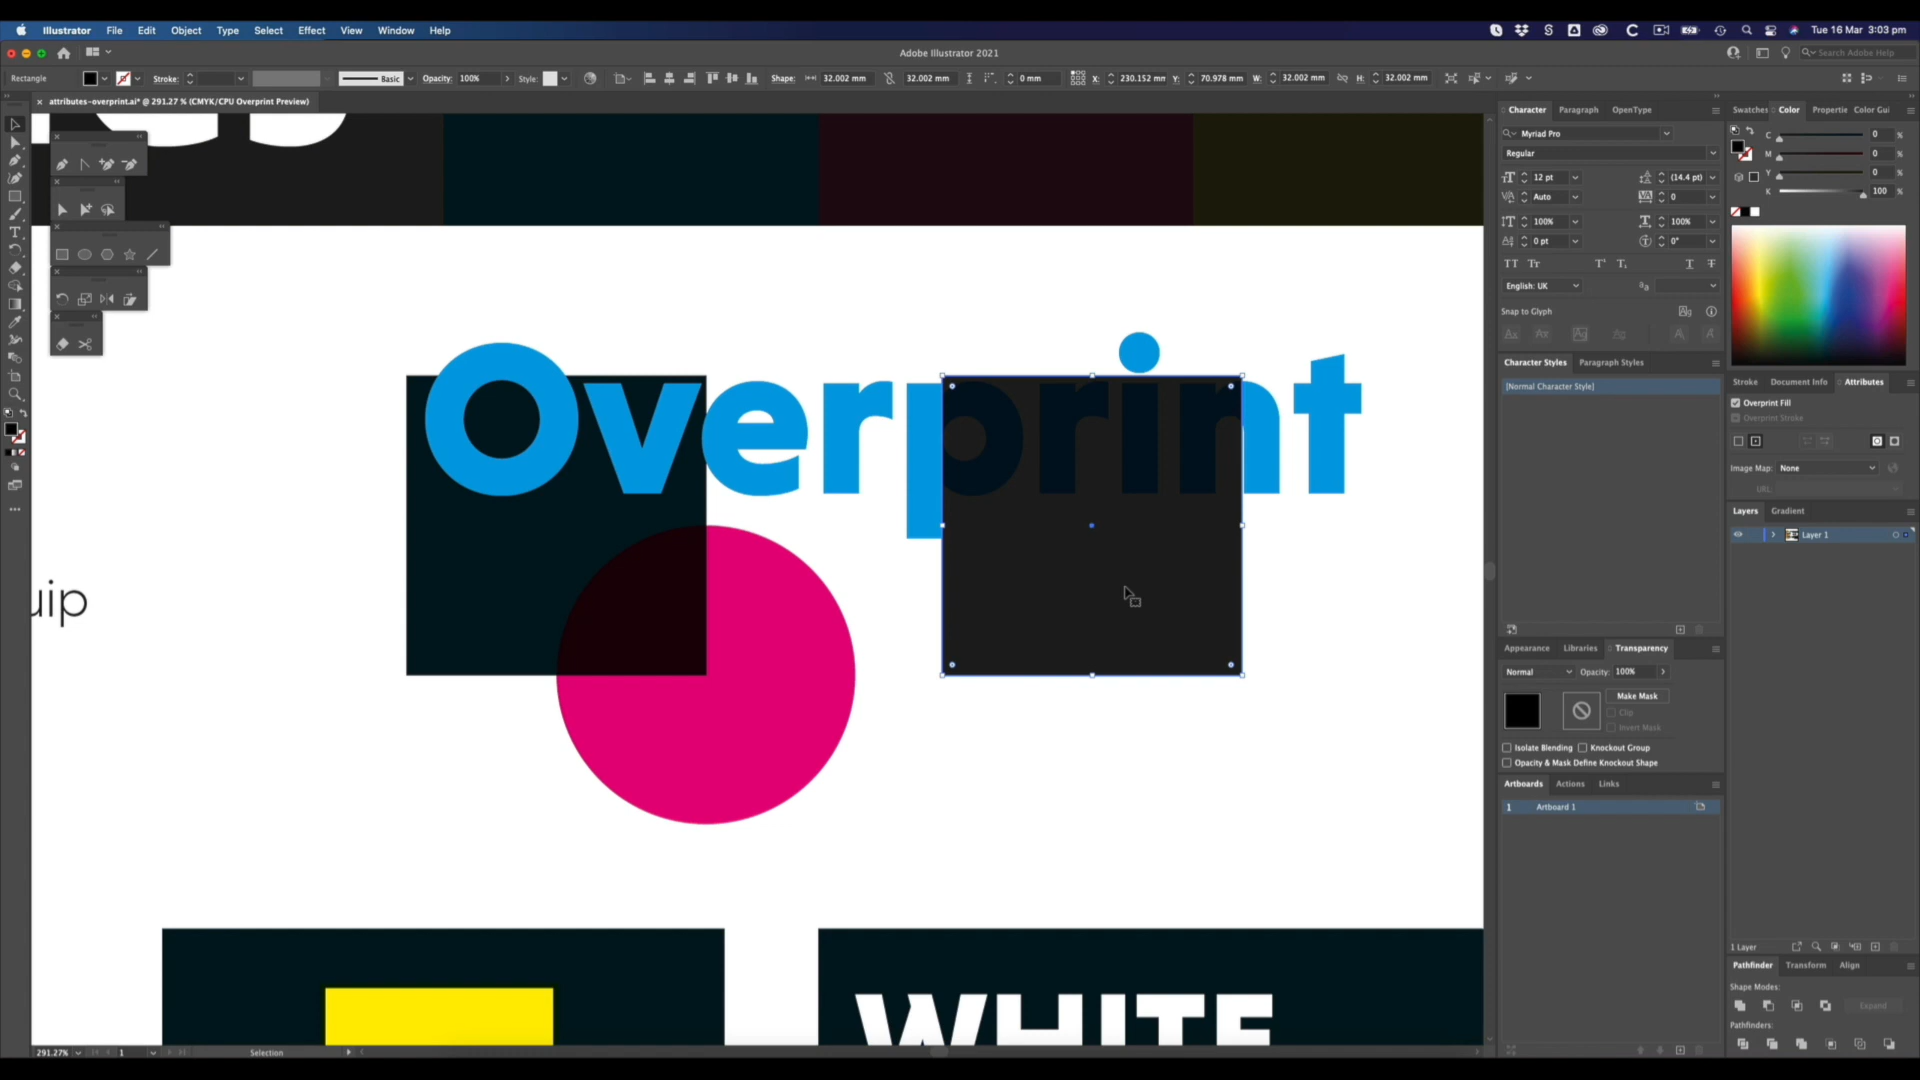 Illustrator File Edit Object Type Select Effect View Window Help
Tue 16 Mar 3:03 pm
Adobe Illustrator 2021
Search Adobe Help
Rectangle Stroke: Basic Opacity: 100% Style: Shape: 32.002 mm 32.002 mm 0 mm X: 230.152 mm Y: 70.978 mm W: 32.002 mm H: 32.002 mm
attributes-overprint.ai* @ 291.27 % (CMYK/CPU Overprint Preview)
Character Paragraph OpenType
Myriad Pro
Regular
12 pt (14.4 pt)
Auto 0
100% 100%
0 pt 0°
English: UK
Snap to Glyph
Character Styles Paragraph Styles
[Normal Character Style]
Appearance Libraries Transparency
Normal Opacity: 100%
Make Mask
Clip
Invert Mask
Isolate Blending Knockout Group
Opacity & Mask Define Knockout Shape
Artboards Actions Links
1 Artboard 1
Swatches Color Propertie Color Gui
C 0 %
M 0 %
Y 0 %
K 100 %
Stroke Document Info Attributes
Overprint Fill
Overprint Stroke
Image Map: None
URL:
Layers Gradient
Layer 1
1 Layer
Pathfinder Transform Align
Shape Modes:
Expand
Pathfinders:
Overprint
uip
WHITE
291.27% 1 Selection